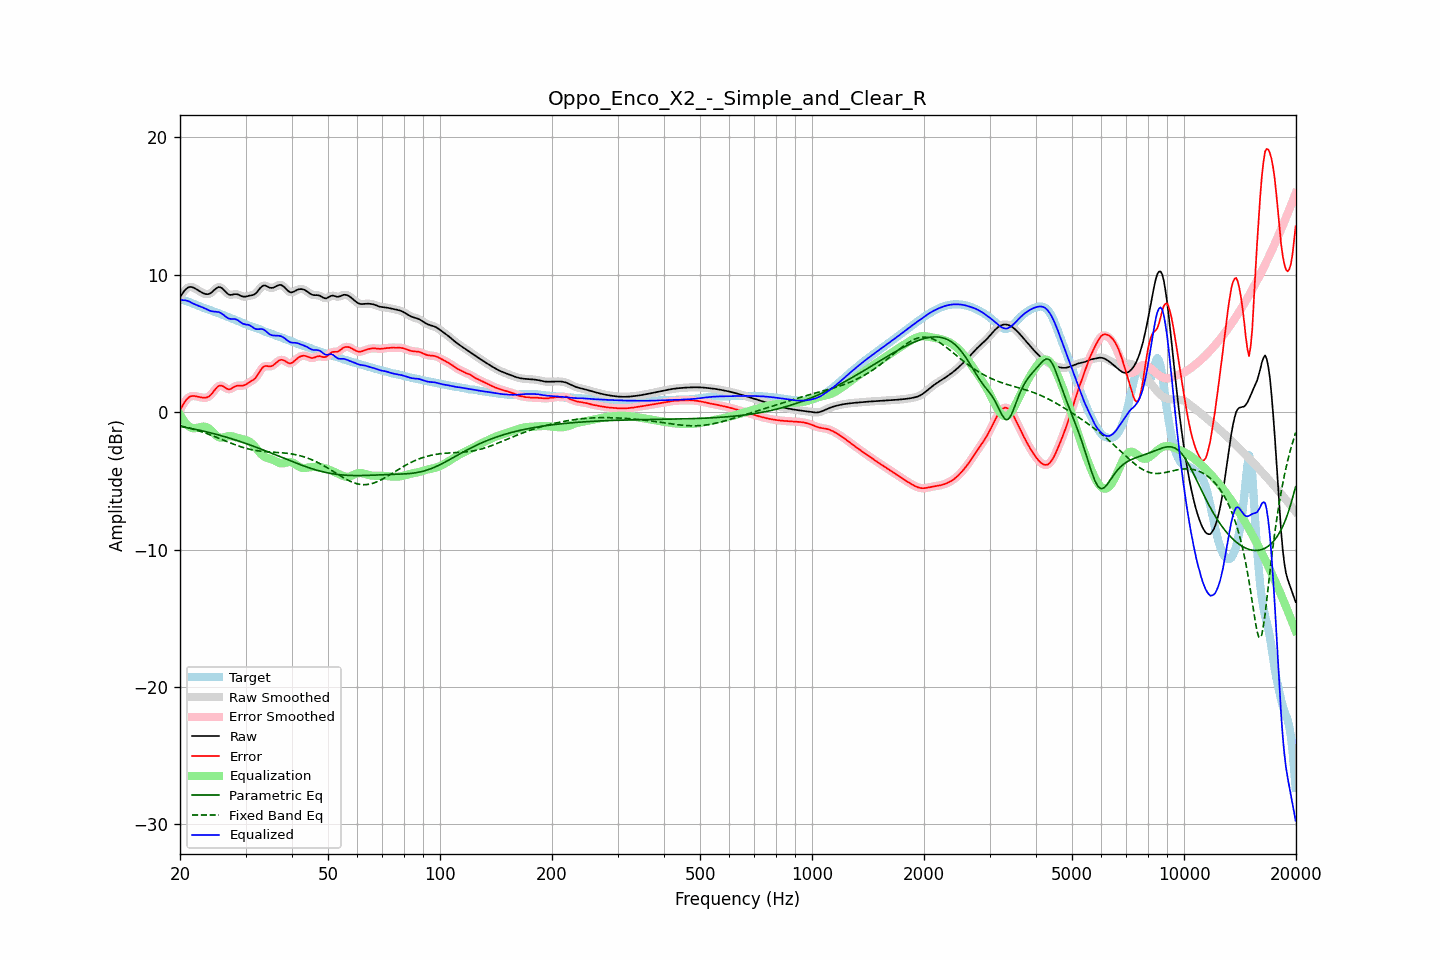 Oppo_Enco_X2_-_Simple_and_Clear_R
Amplitude (dBr)
20
10
0
−10
−20
−30
Target
Raw Smoothed
Error Smoothed
Raw
Error
Equalization
Parametric Eq
Fixed Band Eq
Equalized
20 50 100 200 500 1000 2000 5000 10000 20000
Frequency (Hz)